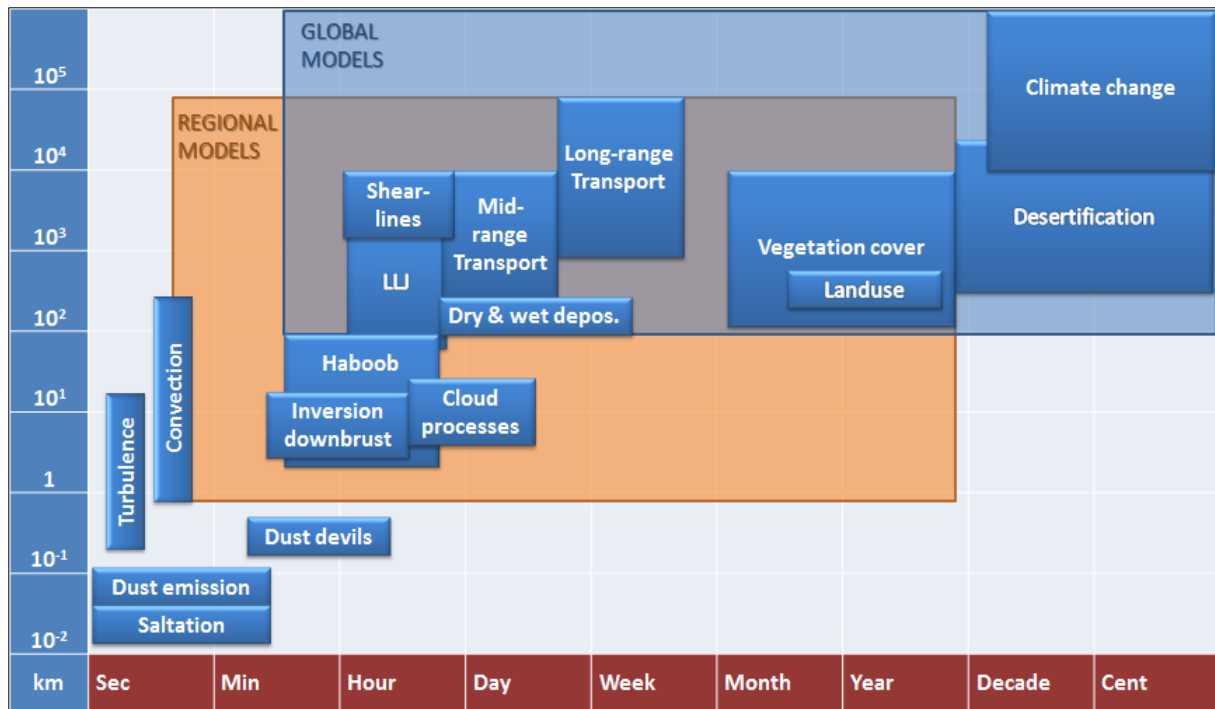 GLOBAL
MODELS
10⁵
Climate change
REGIONAL
MODELS
10⁴
Long-range
Transport
Shear-
lines
Mid-
range
Transport
Desertification
10³
Vegetation cover
LLJ
Landuse
10²
Dry & wet depos.
Convection
Haboob
10¹
Inversion
downbrust
Cloud
processes
Turbulence
1
Dust devils
10⁻¹
Dust emission
Saltation
10⁻²
km
Sec
Min
Hour
Day
Week
Month
Year
Decade
Cent